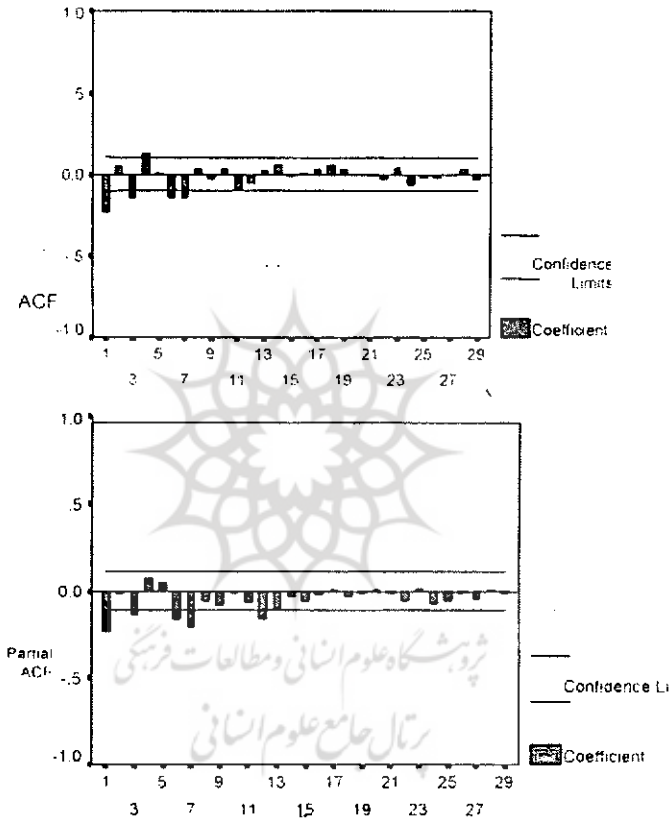 1.0
.5
0.0
-.5
-1.0
ACF
Confidence
Limits
Coefficient
1 5 9 13 17 21 25 29
3 7 11 15 19 23 27
1.0
.5
0.0
-.5
-1.0
Partial
ACF
Confidence Li
Coefficient
1 5 9 13 17 21 25 29
3 7 11 15 19 23 27
پژوهشگاه علوم انسانی و مطالعات فرهنگی
پرتال جامع علوم انسانی